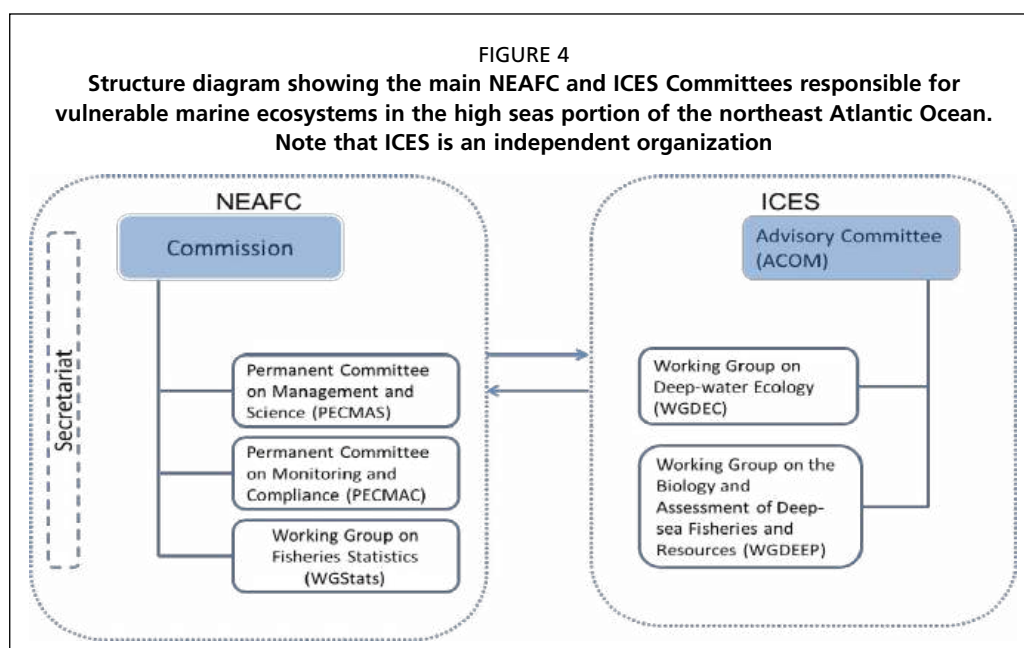 FIGURE 4
Structure diagram showing the main NEAFC and ICES Committees responsible for
vulnerable marine ecosystems in the high seas portion of the northeast Atlantic Ocean.
Note that ICES is an independent organization
NEAFC
Secretariat
Commission
Permanent Committee
on Management and
Science (PECMAS)
Permanent Committee
on Monitoring and
Compliance (PECMAC)
Working Group on
Fisheries Statistics
(WGStats)
ICES
Advisory Committee
(ACOM)
Working Group on
Deep-water Ecology
(WGDEC)
Working Group on the
Biology and
Assessment of Deep-
sea Fisheries and
Resources (WGDEEP)